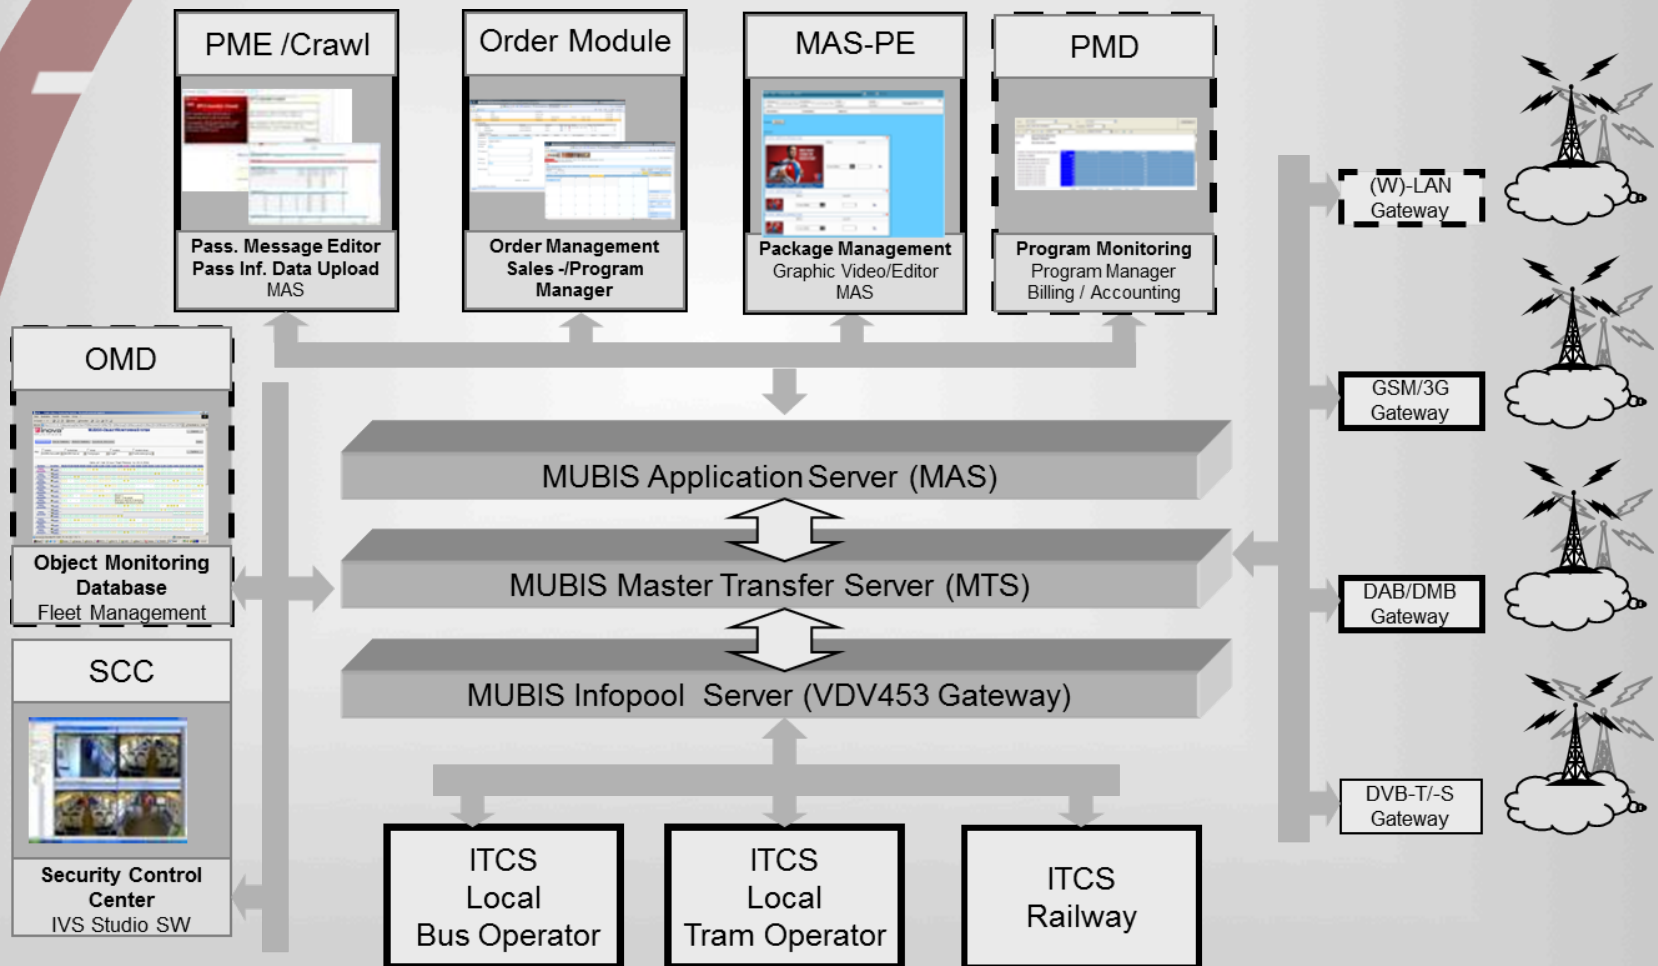 PME /Crawl
Pass. Message Editor
Pass Inf. Data Upload
MAS
Order Module
Order Management
Sales -/Program
Manager
MAS-PE
Package Management
Graphic Video/Editor
MAS
PMD
Program Monitoring
Program Manager
Billing / Accounting
OMD
Object Monitoring
Database
Fleet Management
SCC
Security Control
Center
IVS Studio SW
MUBIS Application Server (MAS)
MUBIS Master Transfer Server (MTS)
MUBIS Infopool Server (VDV453 Gateway)
ITCS
Local
Bus Operator
ITCS
Local
Tram Operator
ITCS
Railway
(W)-LAN
Gateway
GSM/3G
Gateway
DAB/DMB
Gateway
DVB-T/-S
Gateway